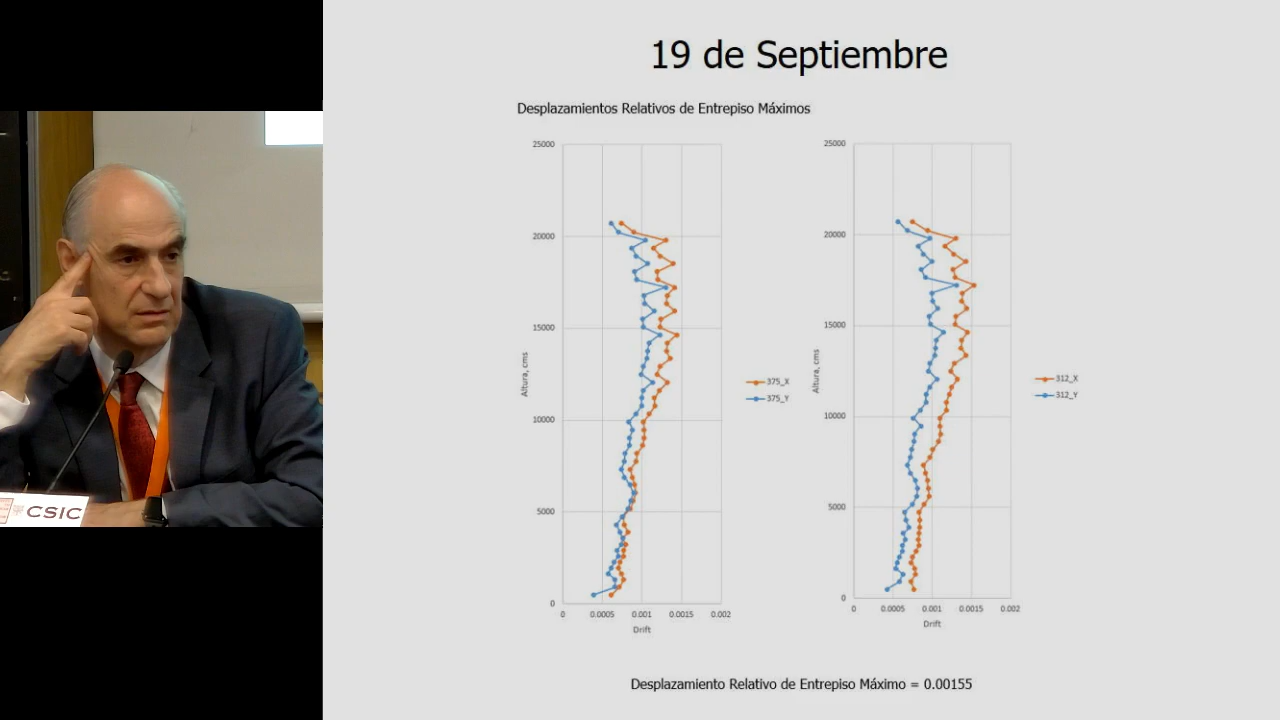 19 de Septiembre
Desplazamientos Relativos de Entrepiso Máximos
25000
20000
15000
10000
5000
0
Altura, cms
0 0.0005 0.001 0.0015 0.002
Drift
375_X
375_Y
25000
20000
15000
10000
5000
0
Altura, cms
0 0.0005 0.001 0.0015 0.002
Drift
312_X
312_Y
Desplazamiento Relativo de Entrepiso Máximo = 0.00155
CSIC